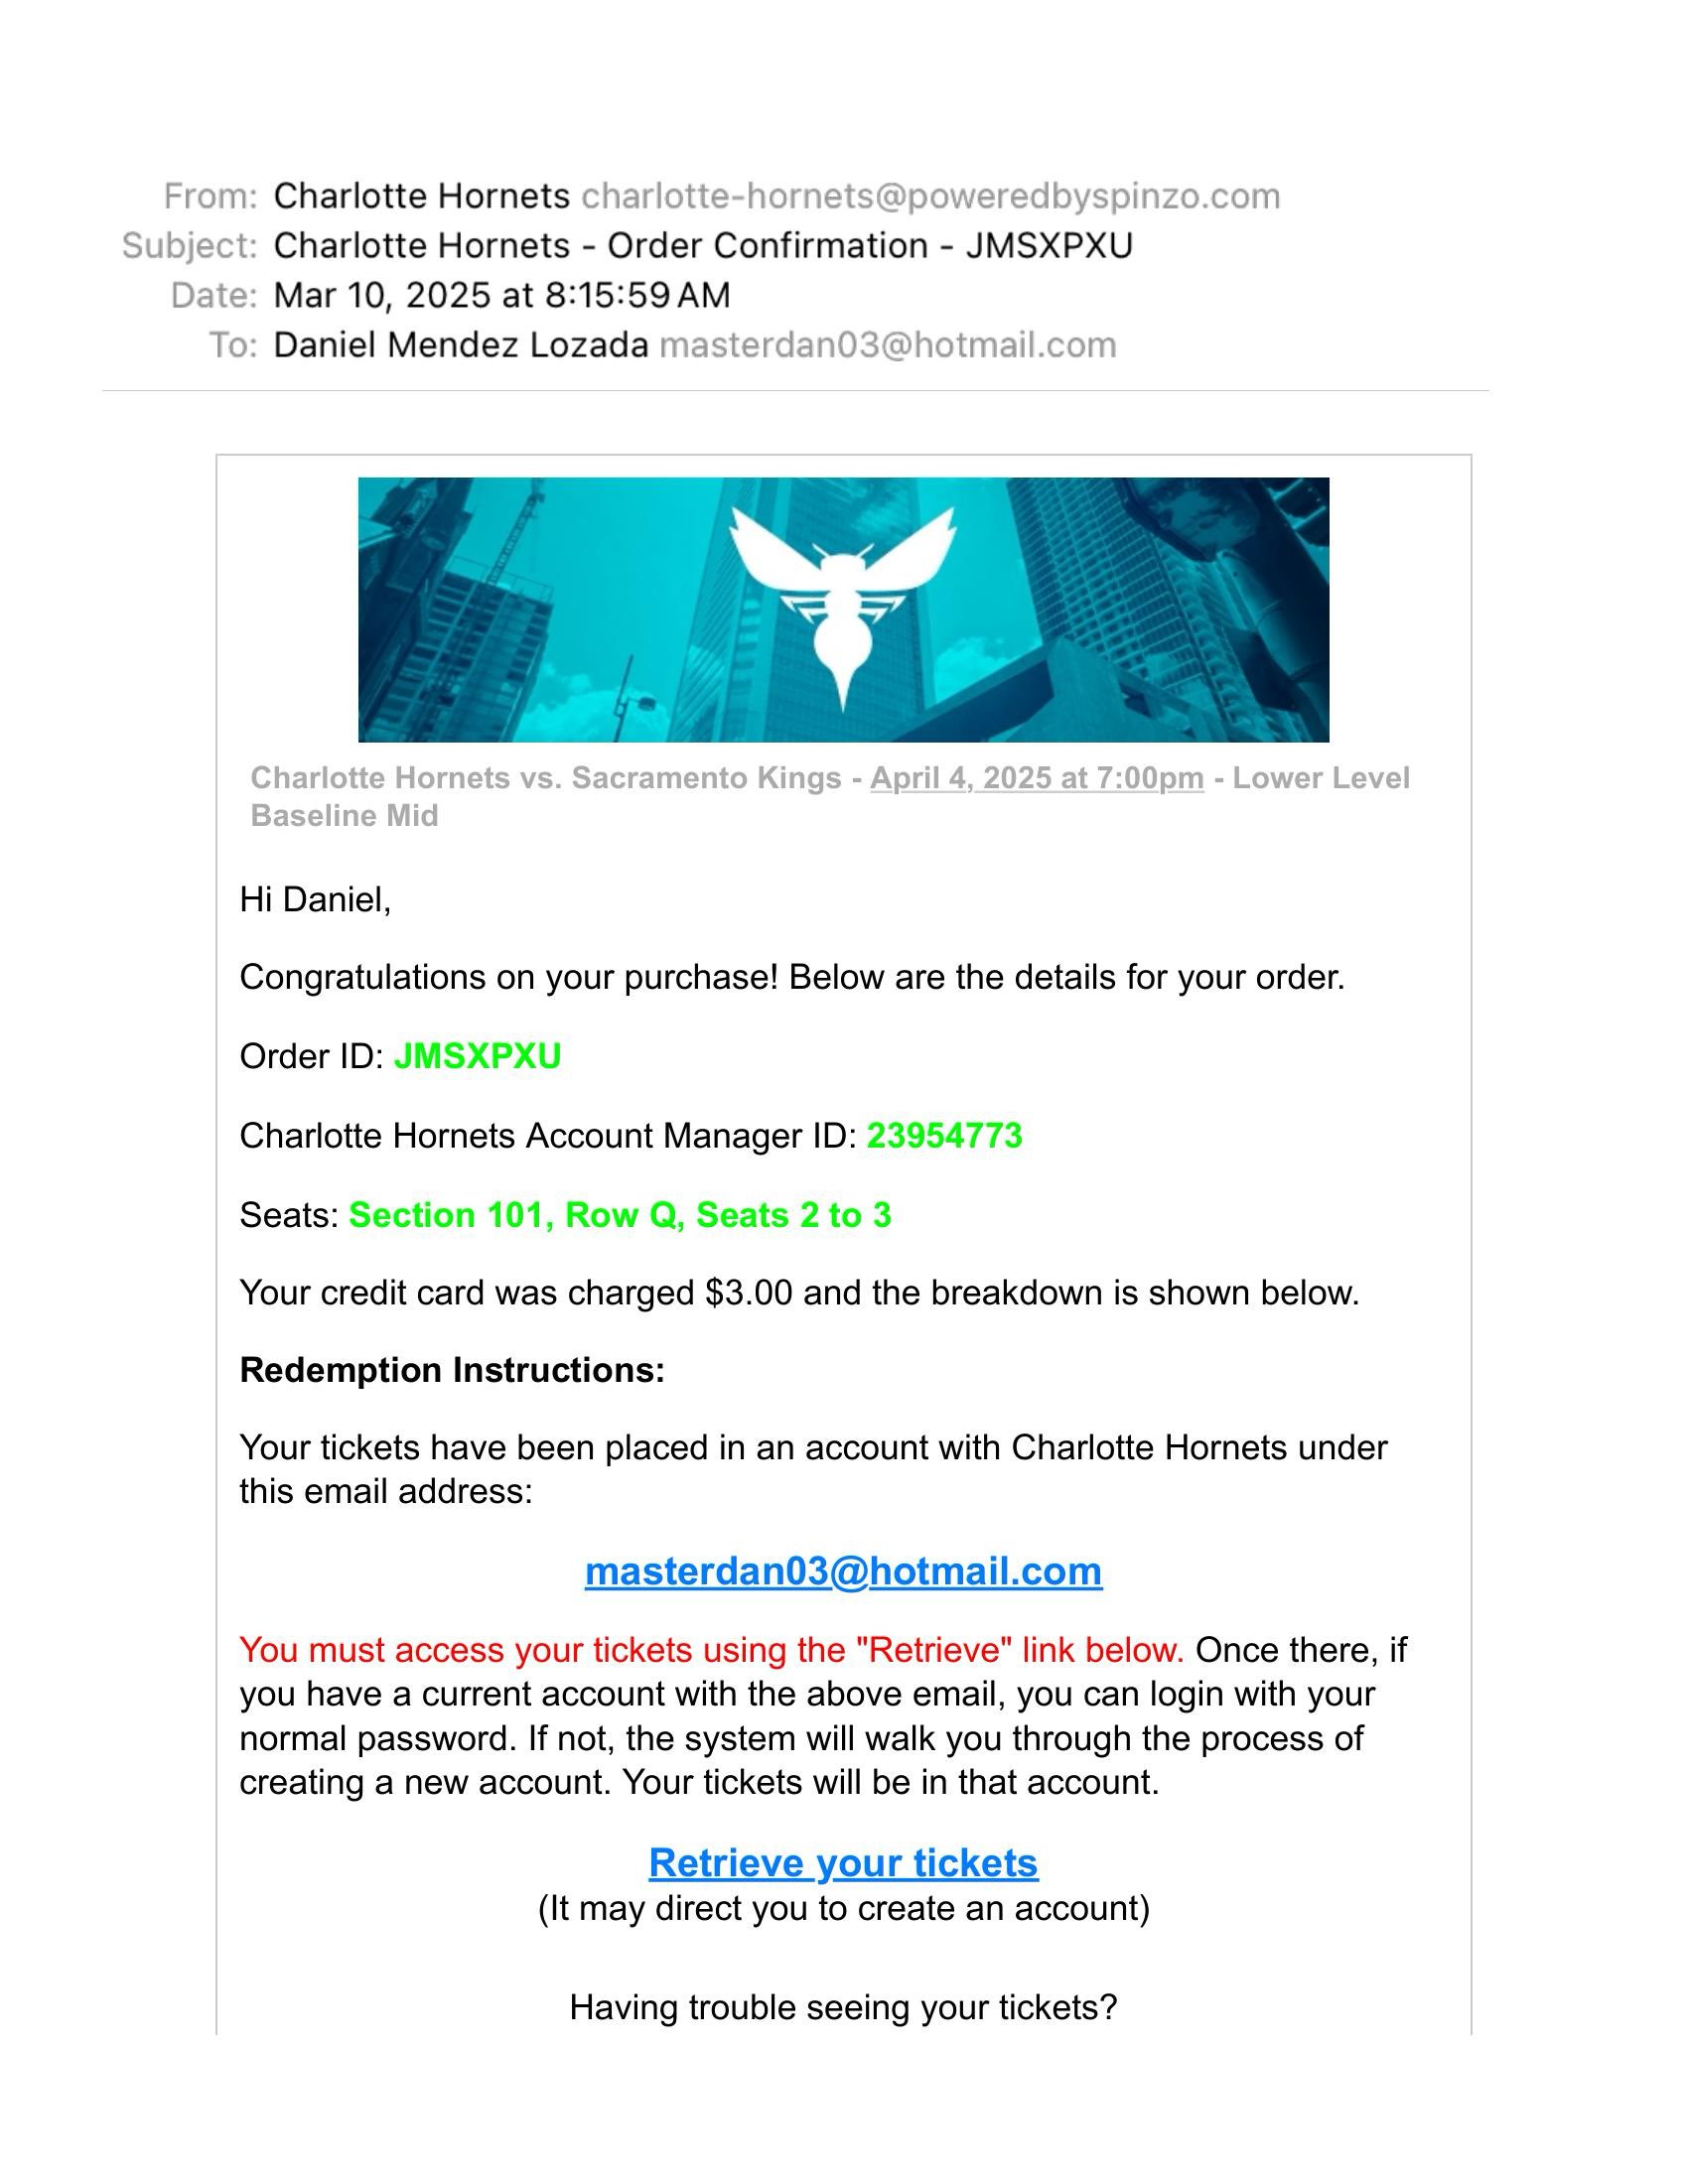 From: Charlotte Hornets charlotte-hornets@poweredbyspinzo.com
Subject: Charlotte Hornets - Order Confirmation - JMSXPXU
Date: Mar 10, 2025 at 8:15:59 AM
To: Daniel Mendez Lozada masterdan03@hotmail.com
Charlotte Hornets vs. Sacramento Kings - April 4, 2025 at 7:00pm - Lower Level
Baseline Mid
Hi Daniel,
Congratulations on your purchase! Below are the details for your order.
Order ID: JMSXPXU
Charlotte Hornets Account Manager ID: 23954773
Seats: Section 101, Row Q, Seats 2 to 3
Your credit card was charged $3.00 and the breakdown is shown below.
Redemption Instructions:
Your tickets have been placed in an account with Charlotte Hornets under
this email address:
masterdan03@hotmail.com
You must access your tickets using the "Retrieve" link below. Once there, if
you have a current account with the above email, you can login with your
normal password. If not, the system will walk you through the process of
creating a new account. Your tickets will be in that account.
Retrieve your tickets
(It may direct you to create an account)
Having trouble seeing your tickets?